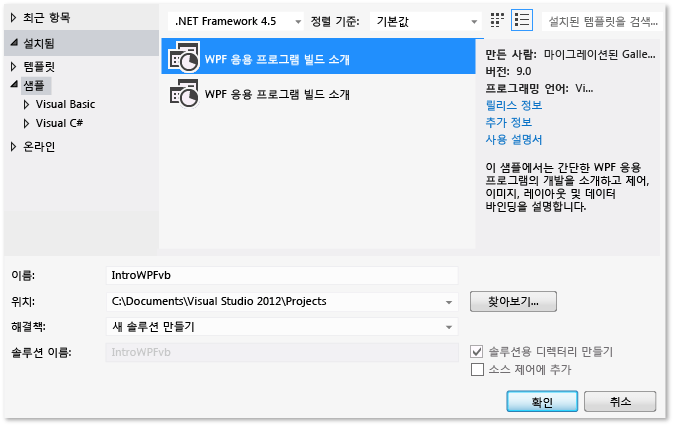 최근 항목
.NET Framework 4.5
정렬 기준:
기본값
설치된 템플릿을 검색...
설치됨
템플릿
샘플
Visual Basic
Visual C#
온라인
WPF 응용 프로그램 빌드 소개
WPF 응용 프로그램 빌드 소개
만든 사람: 마이그레이션된 Galle...
버전: 9.0
프로그래밍 언어: Vi...
릴리스 정보
추가 정보
사용 설명서
이 샘플에서는 간단한 WPF 응용
프로그램의 개발을 소개하고 제어,
이미지, 레이아웃 및 데이터
바인딩을 설명합니다.
이름:
IntroWPFvb
위치:
C:\Documents\Visual Studio 2012\Projects
찾아보기...
해결책:
새 솔루션 만들기
솔루션 이름:
IntroWPFvb
솔루션용 디렉터리 만들기
소스 제어에 추가
확인
취소